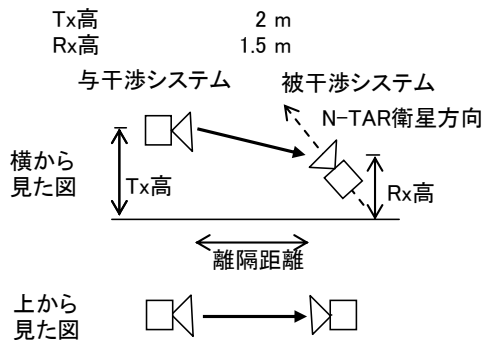 Tx高 2 m
Rx高 1.5 m
与干渉システム 被干渉システム
N-TAR衛星方向
横から
見た図
Tx高
Rx高
離隔距離
上から
見た図